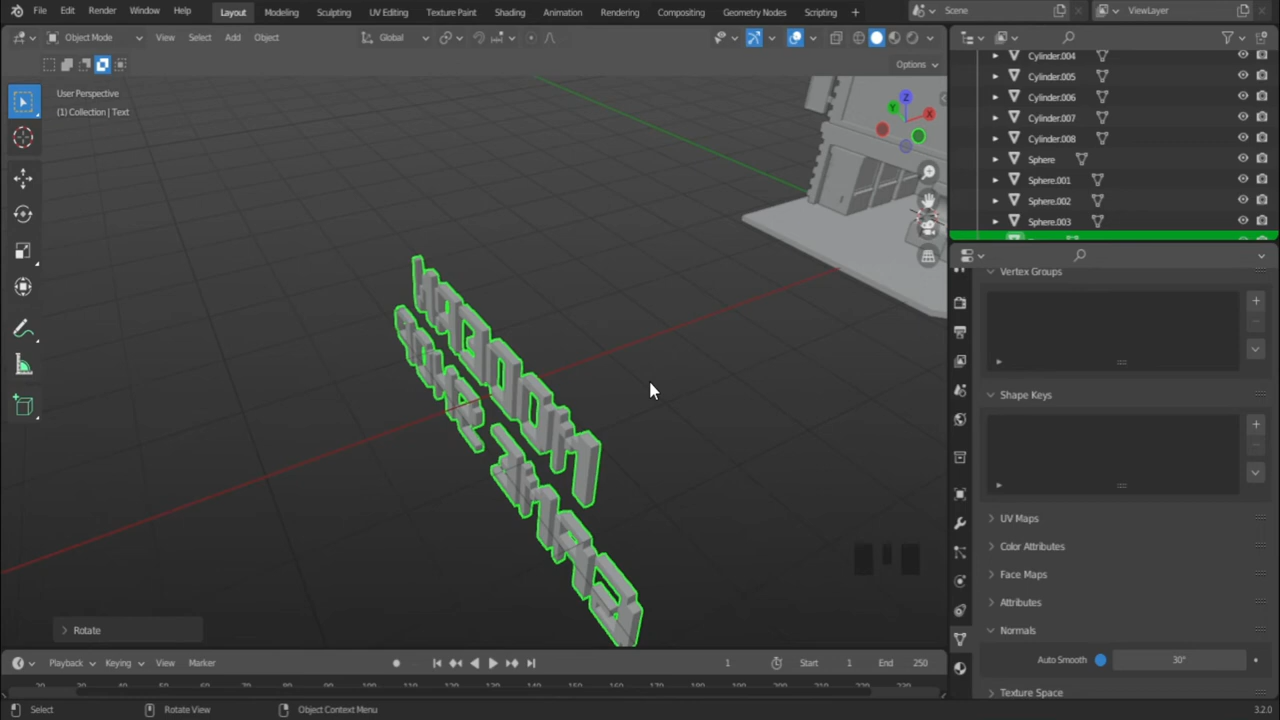 File Edit Render Window Help Layout Modeling Sculpting UV Editing Texture Paint Shading Animation Rendering Compositing Geometry Nodes Scripting + Scene ViewLayer
Object Mode View Select Add Object Global
Options
User Perspective
(1) Collection | Text
Z
Y
X
Cylinder.004
Cylinder.005
Cylinder.006
Cylinder.007
Cylinder.008
Sphere
Sphere.001
Sphere.002
Sphere.003
Vertex Groups
Shape Keys
UV Maps
Color Attributes
Face Maps
Attributes
Normals
Auto Smooth 30°
Texture Space
Rotate
Playback Keying View Marker 1 Start 1 End 250
Select Rotate View Object Context Menu 3.2.0